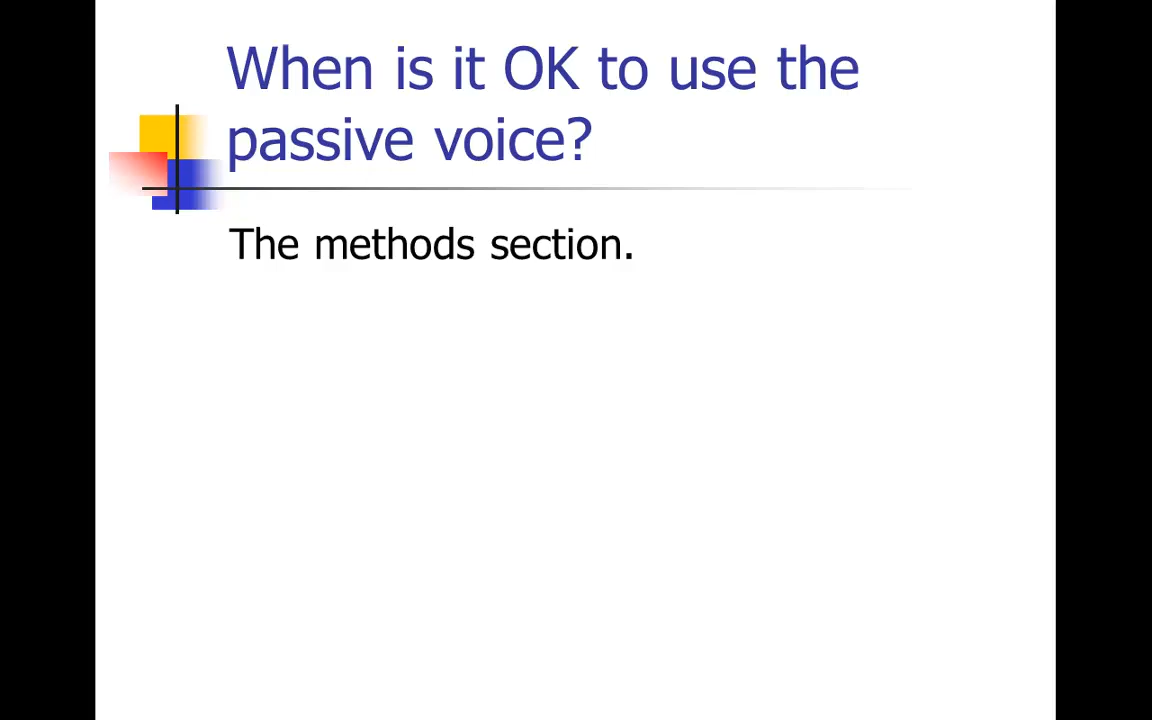 When is it OK to use the
passive voice?
The methods section.